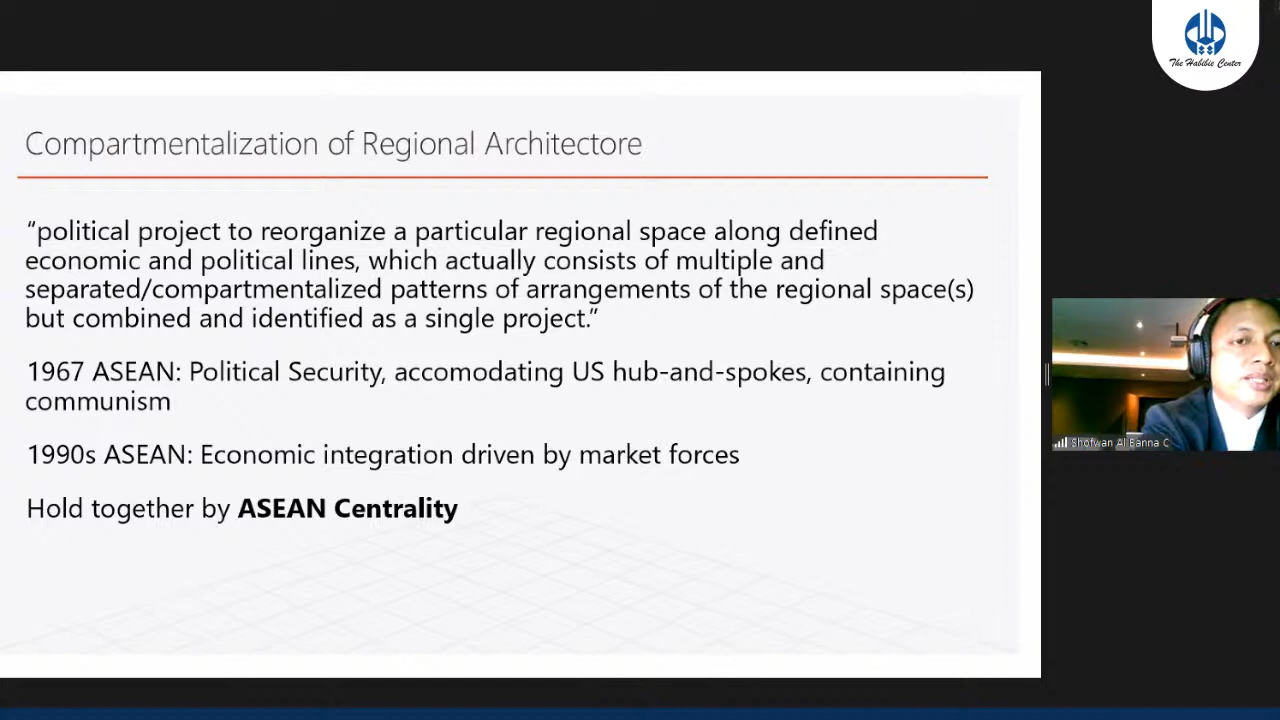 The Habibie Center
Compartmentalization of Regional Architectore
“political project to reorganize a particular regional space along defined
economic and political lines, which actually consists of multiple and
separated/compartmentalized patterns of arrangements of the regional space(s)
but combined and identified as a single project.”
1967 ASEAN: Political Security, accomodating US hub-and-spokes, containing
communism
1990s ASEAN: Economic integration driven by market forces
Hold together by ASEAN Centrality
Shofwan Al Banna C